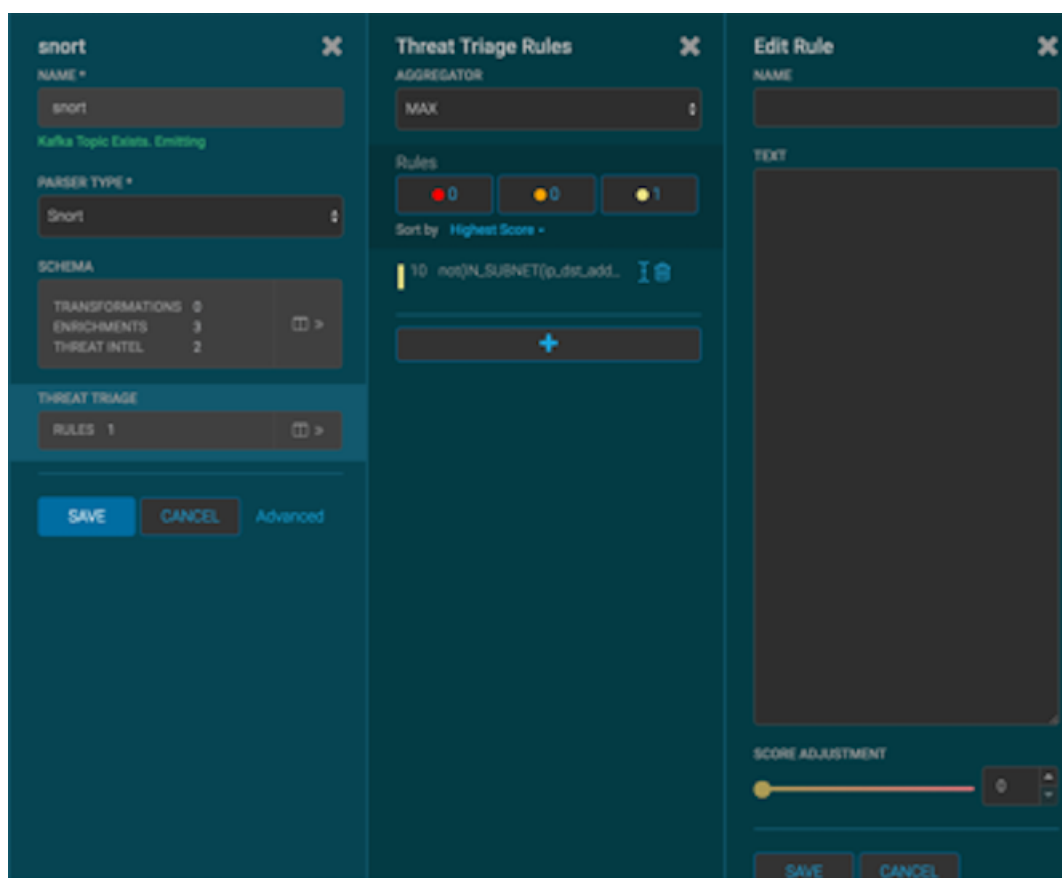 snort
NAME *
snort
Kafka Topic Exists. Emitting
PARSER TYPE *
Snort
SCHEMA
TRANSFORMATIONS 0
ENRICHMENTS 3
THREAT INTEL 2
THREAT TRIAGE
RULES 1
SAVE CANCEL Advanced
Threat Triage Rules
AGGREGATOR
MAX
Rules
0 0 1
Sort by Highest Score
10 not(IN_SUBNET(ip_dst_add...
Edit Rule
NAME
TEXT
SCORE ADJUSTMENT
0
SAVE CANCEL